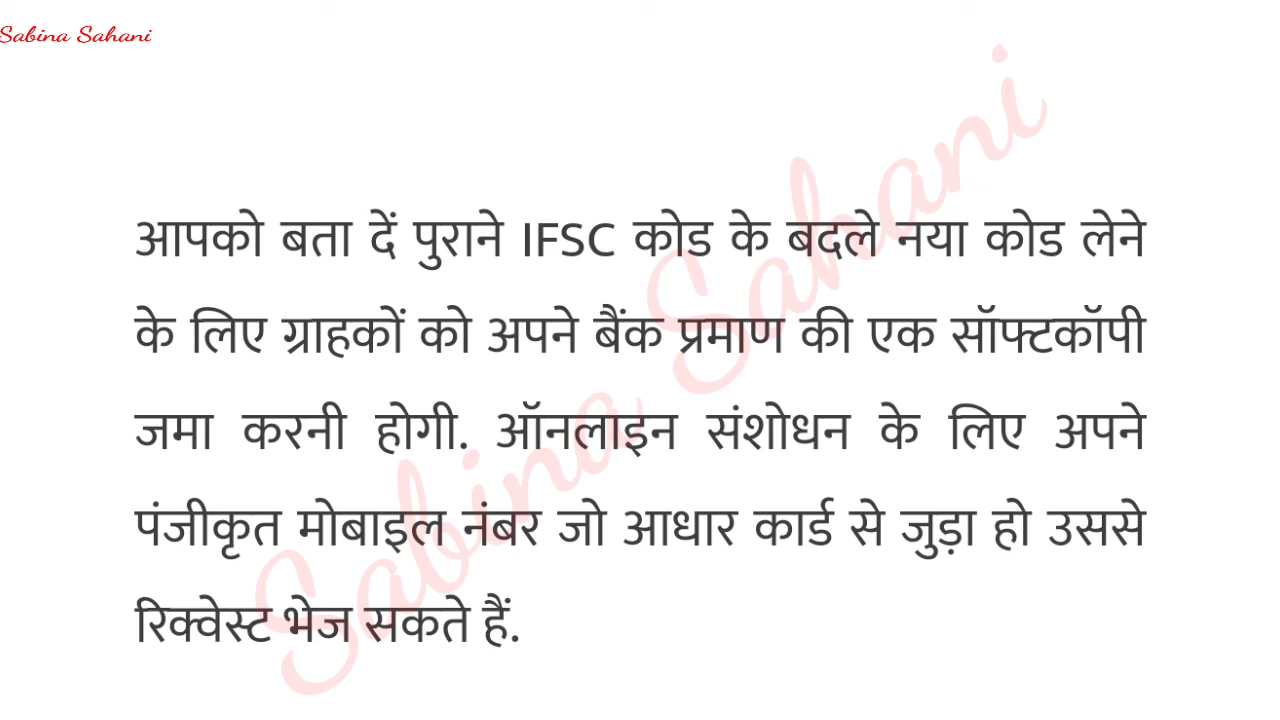 Sabina Sahani
आपको बता दें पुराने IFSC कोड के बदले नया कोड लेने
के लिए ग्राहकों को अपने बैंक प्रमाण की एक सॉफ्टकॉपी
जमा करनी होगी. ऑनलाइन संशोधन के लिए अपने
पंजीकृत मोबाइल नंबर जो आधार कार्ड से जुड़ा हो उससे
रिक्वेस्ट भेज सकते हैं.
Sabina Sahani